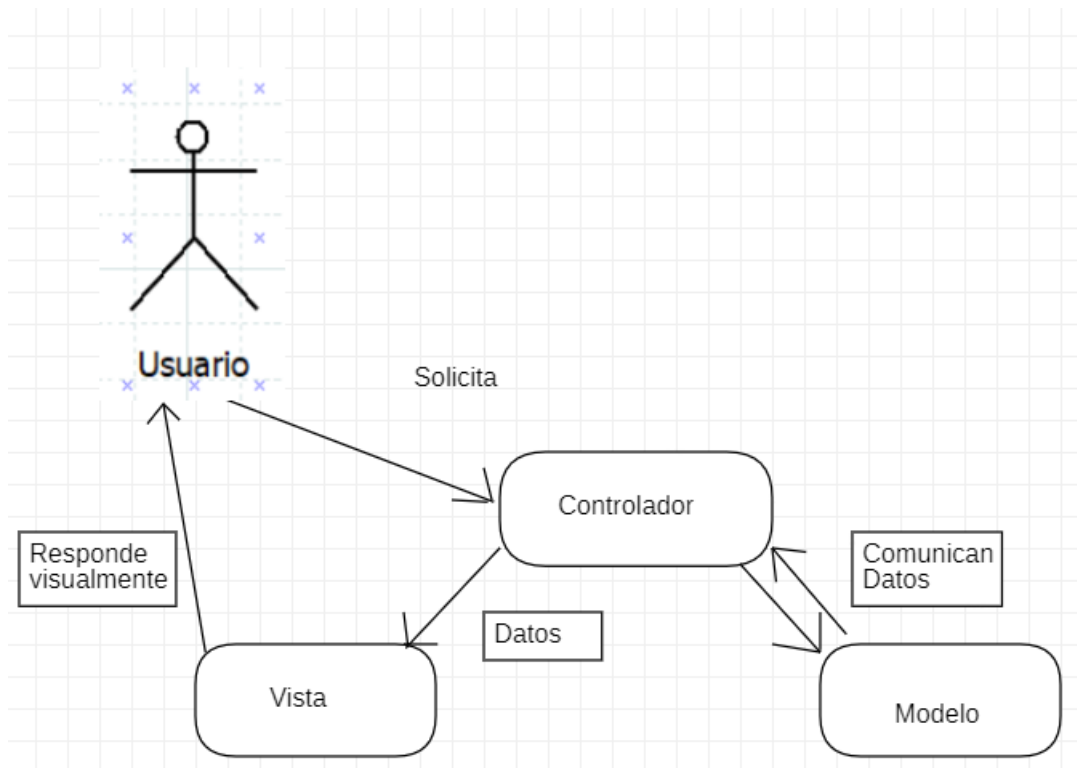 Usuario
Solicita
Controlador
Responde
visualmente
Comunican
Datos
Datos
Vista
Modelo